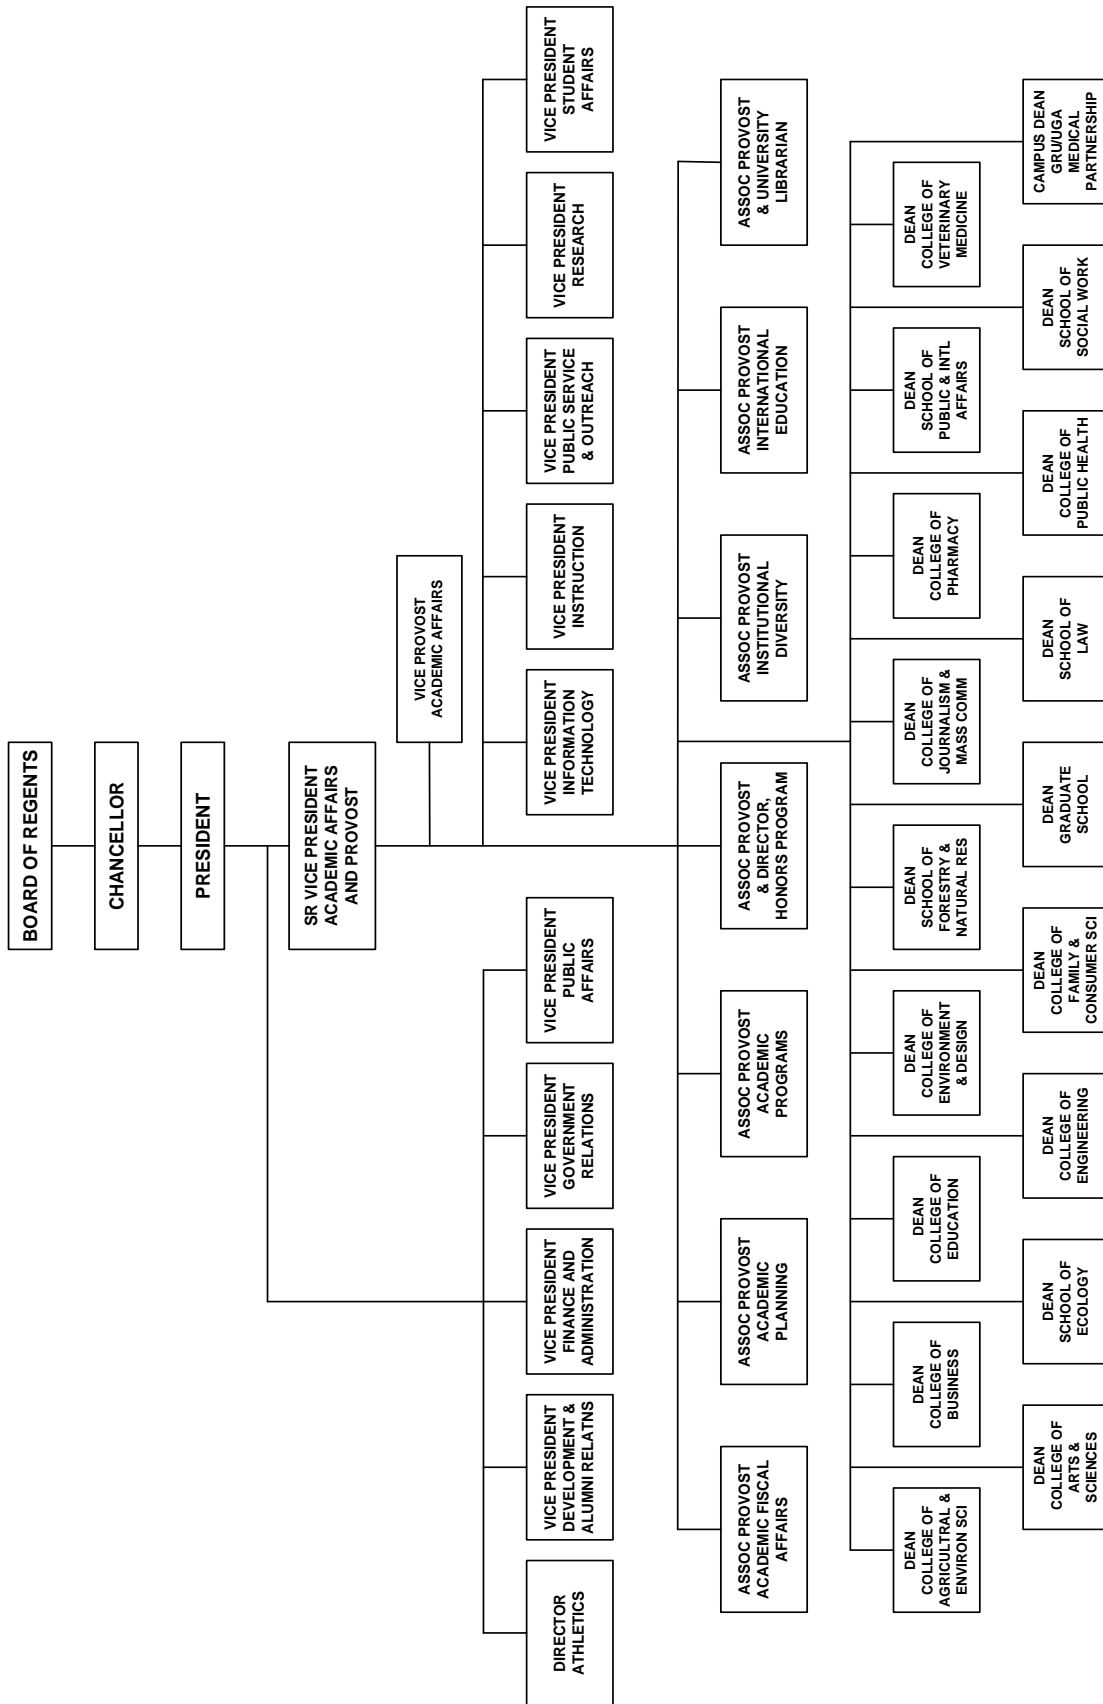 BOARD OF REGENTS
CHANCELLOR
PRESIDENT
SR VICE PRESIDENT
ACADEMIC AFFAIRS
AND PROVOST
VICE PROVOST
ACADEMIC AFFAIRS
DIRECTOR
ATHLETICS
VICE PRESIDENT
DEVELOPMENT &
ALUMNI RELATNS
VICE PRESIDENT
FINANCE AND
ADMINISTRATION
VICE PRESIDENT
GOVERNMENT
RELATIONS
VICE PRESIDENT
PUBLIC
AFFAIRS
VICE PRESIDENT
INFORMATION
TECHNOLOGY
VICE PRESIDENT
INSTRUCTION
VICE PRESIDENT
PUBLIC SERVICE
& OUTREACH
VICE PRESIDENT
RESEARCH
VICE PRESIDENT
STUDENT
AFFAIRS
ASSOC PROVOST
ACADEMIC FISCAL
AFFAIRS
ASSOC PROVOST
ACADEMIC
PLANNING
ASSOC PROVOST
ACADEMIC
PROGRAMS
ASSOC PROVOST
& DIRECTOR,
HONORS PROGRAM
ASSOC PROVOST
INSTITUTIONAL
DIVERSITY
ASSOC PROVOST
INTERNATIONAL
EDUCATION
ASSOC PROVOST
& UNIVERSITY
LIBRARIAN
DEAN
COLLEGE OF
AGRICULTRAL &
ENVIRON SCI
DEAN
COLLEGE OF
BUSINESS
DEAN
COLLEGE OF
EDUCATION
DEAN
COLLEGE OF
ENVIRONMENT
& DESIGN
DEAN
SCHOOL OF
FORESTRY &
NATURAL RES
DEAN
COLLEGE OF
JOURNALISM &
MASS COMM
DEAN
COLLEGE OF
PHARMACY
DEAN
SCHOOL OF
PUBLIC & INTL
AFFAIRS
DEAN
COLLEGE OF
VETERINARY
MEDICINE
DEAN
COLLEGE OF
ARTS &
SCIENCES
DEAN
SCHOOL OF
ECOLOGY
DEAN
COLLEGE OF
ENGINEERING
DEAN
COLLEGE OF
FAMILY &
CONSUMER SCI
DEAN
GRADUATE
SCHOOL
DEAN
SCHOOL OF
LAW
DEAN
COLLEGE OF
PUBLIC HEALTH
DEAN
SCHOOL OF
SOCIAL WORK
CAMPUS DEAN
GRU/UGA
MEDICAL
PARTNERSHIP